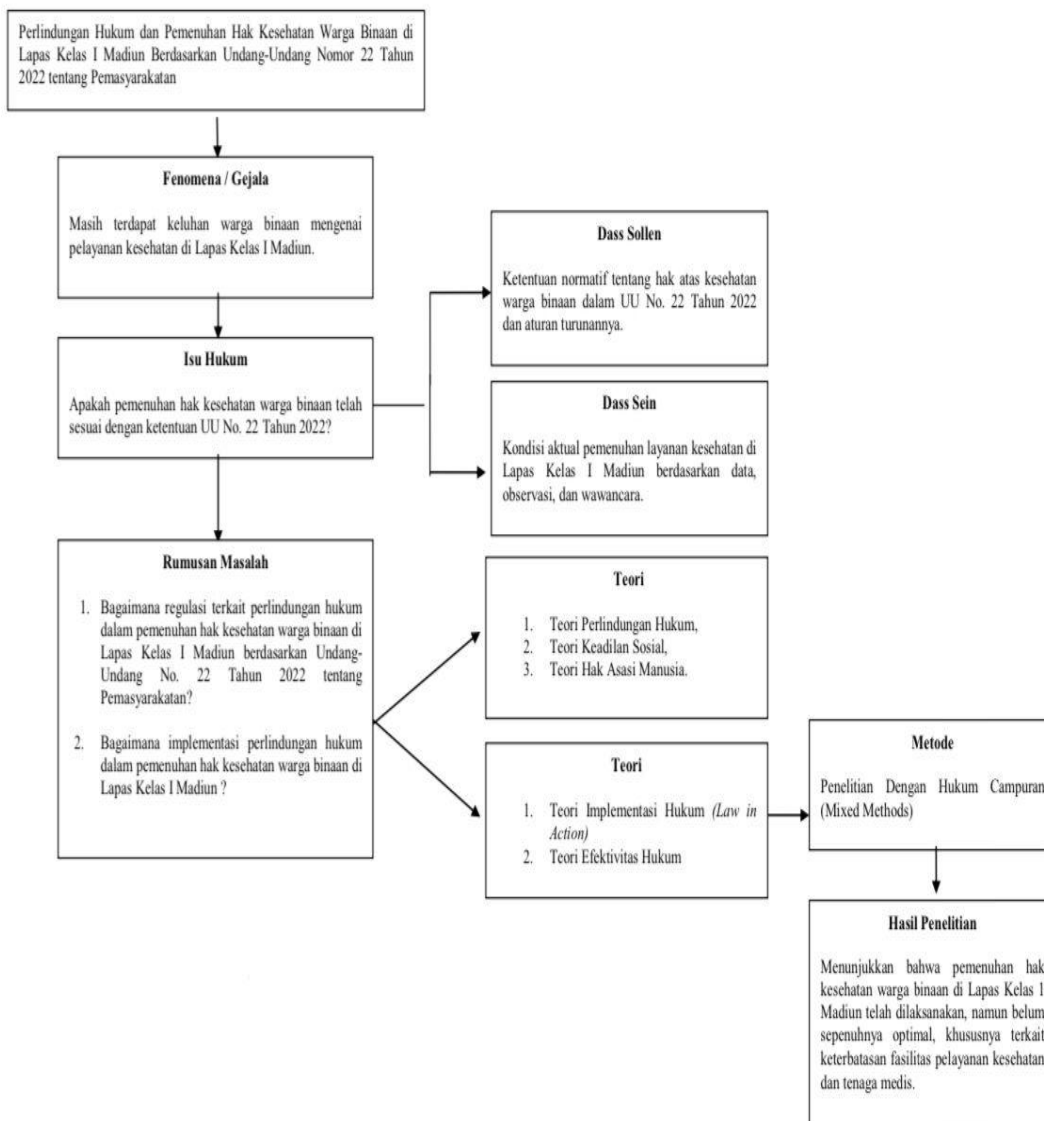 Perlindungan Hukum dan Pemenuhan Hak Kesehatan Warga Binaan di
Lapas Kelas I Madiun Berdasarkan Undang-Undang Nomor 22 Tahun
2022 tentang Pemasyarakatan
Fenomena / Gejala
Masih terdapat keluhan warga binaan mengenai
pelayanan kesehatan di Lapas Kelas I Madiun.
Isu Hukum
Apakah pemenuhan hak kesehatan warga binaan telah
sesuai dengan ketentuan UU No. 22 Tahun 2022?
Dass Sollen
Ketentuan normatif tentang hak atas kesehatan
warga binaan dalam UU No. 22 Tahun 2022
dan aturan turunannya.
Dass Sein
Kondisi aktual pemenuhan layanan kesehatan di
Lapas Kelas I Madiun berdasarkan data,
observasi, dan wawancara.
Rumusan Masalah
1. Bagaimana regulasi terkait perlindungan hukum
dalam pemenuhan hak kesehatan warga binaan di
Lapas Kelas I Madiun berdasarkan Undang-
Undang No. 22 Tahun 2022 tentang
Pemasyarakatan?
2. Bagaimana implementasi perlindungan hukum
dalam pemenuhan hak kesehatan warga binaan di
Lapas Kelas I Madiun ?
Teori
1. Teori Perlindungan Hukum,
2. Teori Keadilan Sosial,
3. Teori Hak Asasi Manusia.
Teori
1. Teori Implementasi Hukum (Law in
Action)
2. Teori Efektivitas Hukum
Metode
Penelitian Dengan Hukum Campuran
(Mixed Methods)
Hasil Penelitian
Menunjukkan bahwa pemenuhan hak
kesehatan warga binaan di Lapas Kelas 1
Madiun telah dilaksanakan, namun belum
sepenuhnya optimal, khususnya terkait
keterbatasan fasilitas pelayanan kesehatan
dan tenaga medis.